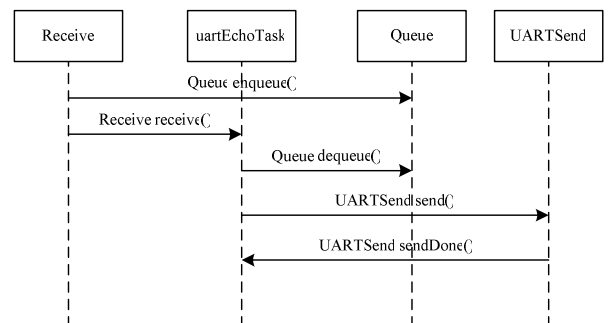 Receive
uartEchoTask
Queue
UARTSend
Queue enqueue()
Receive receive()
Queue dequeue()
UARTSend send()
UARTSend sendDone()